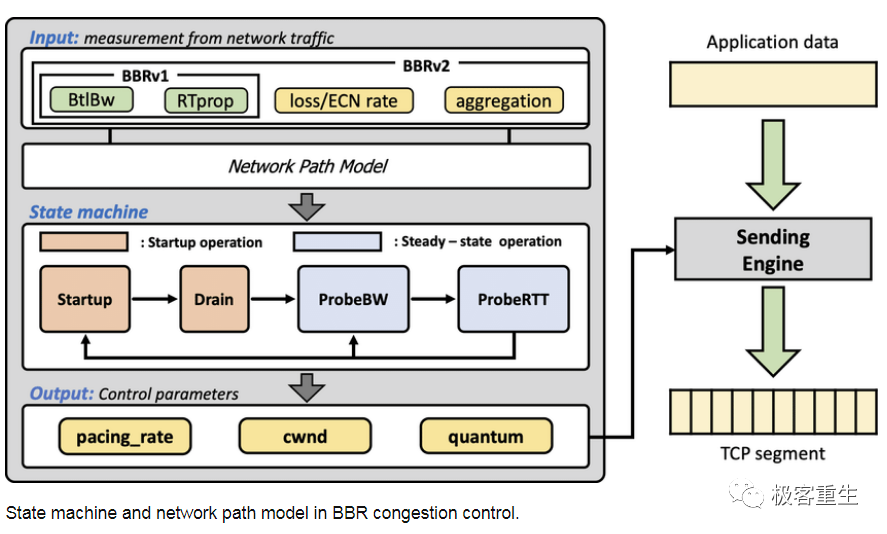 Input: measurement from network traffic
BBRv2
BBRv1
BtlBw
RTprop
loss/ECN rate
aggregation
Network Path Model
State machine
: Startup operation
: Steady – state operation
Startup
Drain
ProbeBW
ProbeRTT
Output: Control parameters
pacing_rate
cwnd
quantum
Application data
Sending
Engine
TCP segment
极客重生
State machine and network path model in BBR congestion control.